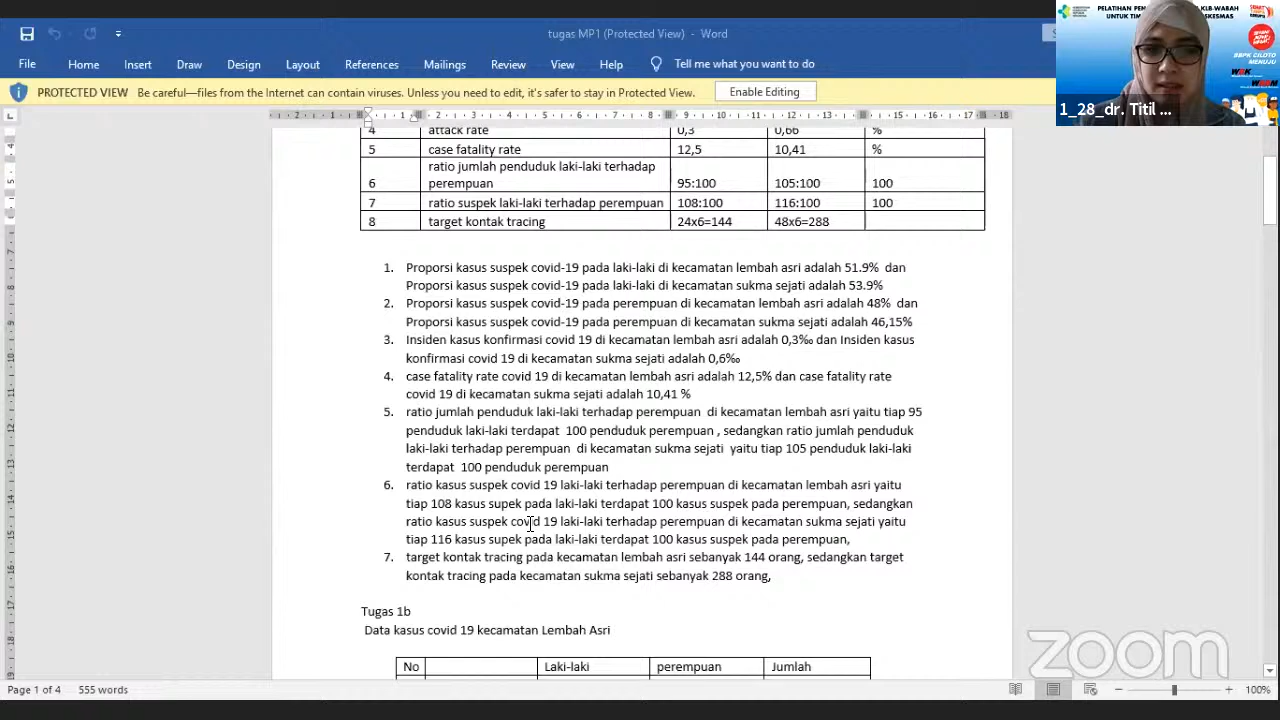 tugas MP1 (Protected View) - Word
File Home Insert Draw Design Layout References Mailings Review View Help Tell me what you want to do
PROTECTED VIEW Be careful—files from the Internet can contain viruses. Unless you need to edit, it's safer to stay in Protected View. Enable Editing
PELATIHAN KLB-WABAH
1_28_dr. Titil ...
4 attack rate 0,3 0,66 %
5 case fatality rate 12,5 10,41 %
ratio jumlah penduduk laki-laki terhadap
6 perempuan 95:100 105:100 100
7 ratio suspek laki-laki terhadap perempuan 108:100 116:100 100
8 target kontak tracing 24x6=144 48x6=288
1. Proporsi kasus suspek covid-19 pada laki-laki di kecamatan lembah asri adalah 51.9% dan
Proporsi kasus suspek covid-19 pada laki-laki di kecamatan sukma sejati adalah 53.9%
2. Proporsi kasus suspek covid-19 pada perempuan di kecamatan lembah asri adalah 48% dan
Proporsi kasus suspek covid-19 pada perempuan di kecamatan sukma sejati adalah 46,15%
3. Insiden kasus konfirmasi covid 19 di kecamatan lembah asri adalah 0,3‰ dan Insiden kasus
konfirmasi covid 19 di kecamatan sukma sejati adalah 0,6‰
4. case fatality rate covid 19 di kecamatan lembah asri adalah 12,5% dan case fatality rate
covid 19 di kecamatan sukma sejati adalah 10,41 %
5. ratio jumlah penduduk laki-laki terhadap perempuan di kecamatan lembah asri yaitu tiap 95
penduduk laki-laki terdapat 100 penduduk perempuan , sedangkan ratio jumlah penduduk
laki-laki terhadap perempuan di kecamatan sukma sejati yaitu tiap 105 penduduk laki-laki
terdapat 100 penduduk perempuan
6. ratio kasus suspek covid 19 laki-laki terhadap perempuan di kecamatan lembah asri yaitu
tiap 108 kasus supek pada laki-laki terdapat 100 kasus suspek pada perempuan, sedangkan
ratio kasus suspek covid 19 laki-laki terhadap perempuan di kecamatan sukma sejati yaitu
tiap 116 kasus supek pada laki-laki terdapat 100 kasus suspek pada perempuan,
7. target kontak tracing pada kecamatan lembah asri sebanyak 144 orang, sedangkan target
kontak tracing pada kecamatan sukma sejati sebanyak 288 orang,
Tugas 1b
Data kasus covid 19 kecamatan Lembah Asri
No Laki-laki perempuan Jumlah
zoom
Page 1 of 4 555 words 100%